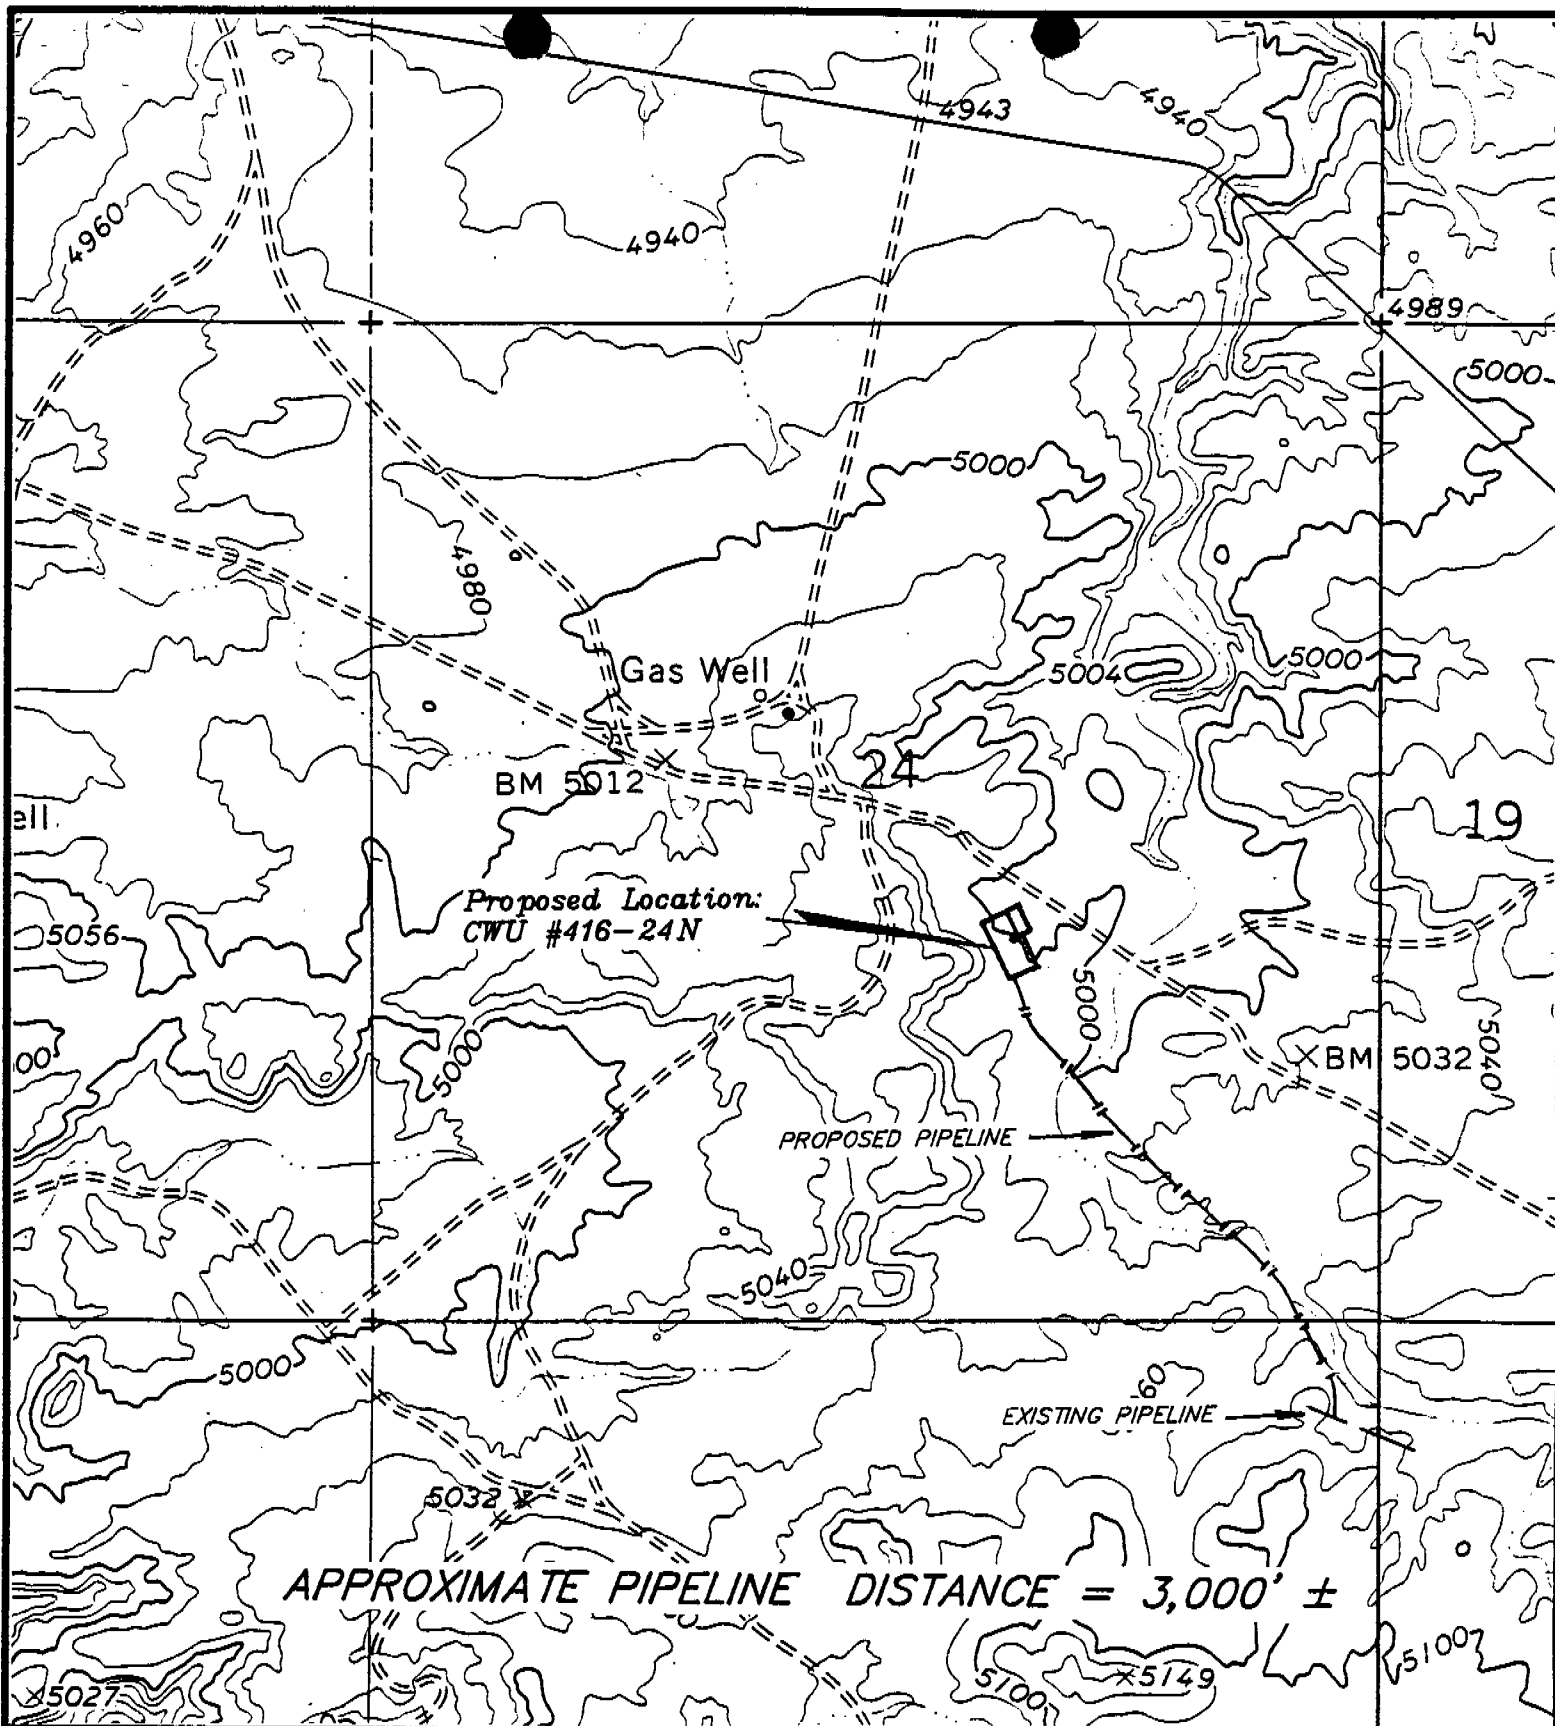 4943
4940
4960
4940
4989
5000
5000
4980
Gas Well
5004
5000
24
BM 5012
ell
19
Proposed Location:
CWU #416-24N
5056
5000
00
5000
BM 5032
5040
PROPOSED PIPELINE
5040
5000
60
EXISTING PIPELINE
5032
APPROXIMATE PIPELINE DISTANCE = 3,000' ±
5100
5149
5100
5027